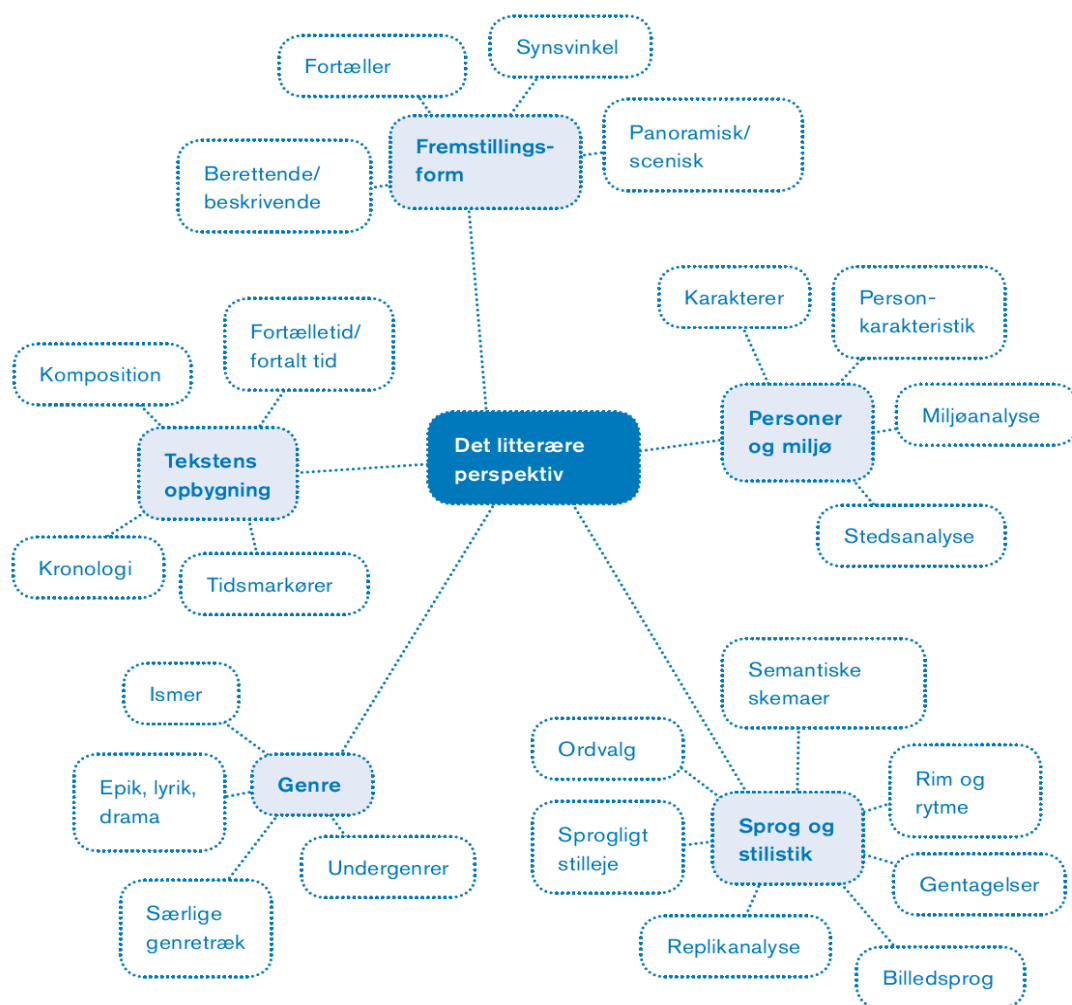 Synsvinkel
Fortæller
Panoramisk/
scenisk
Fremstillings-
form
Berettende/
beskrivende
Karakterer
Person-
karakteristik
Fortælletid/
fortalt tid
Komposition
Miljøanalyse
Personer
og miljø
Det litterære
perspektiv
Tekstens
opbygning
Stedsanalyse
Kronologi
Tidsmarkører
Semantiske
skemaer
Ismer
Ordvalg
Genre
Epik, lyrik,
drama
Rim og
rytme
Sprog og
stilistik
Sprogligt
stilleje
Undergenrer
Gentagelser
Særlige
genretræk
Replikanalyse
Billedsprog